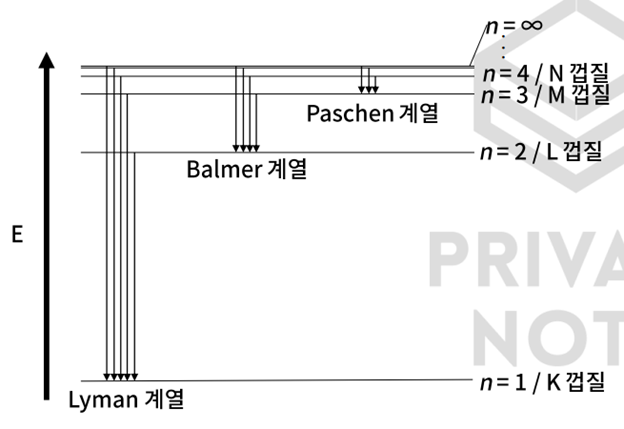 n=∞
n=4 / N 껍질
n=3 / M 껍질
Paschen 계열
n=2 / L 껍질
Balmer 계열
E
PRIVA
NOT
n=1 / K 껍질
Lyman 계열